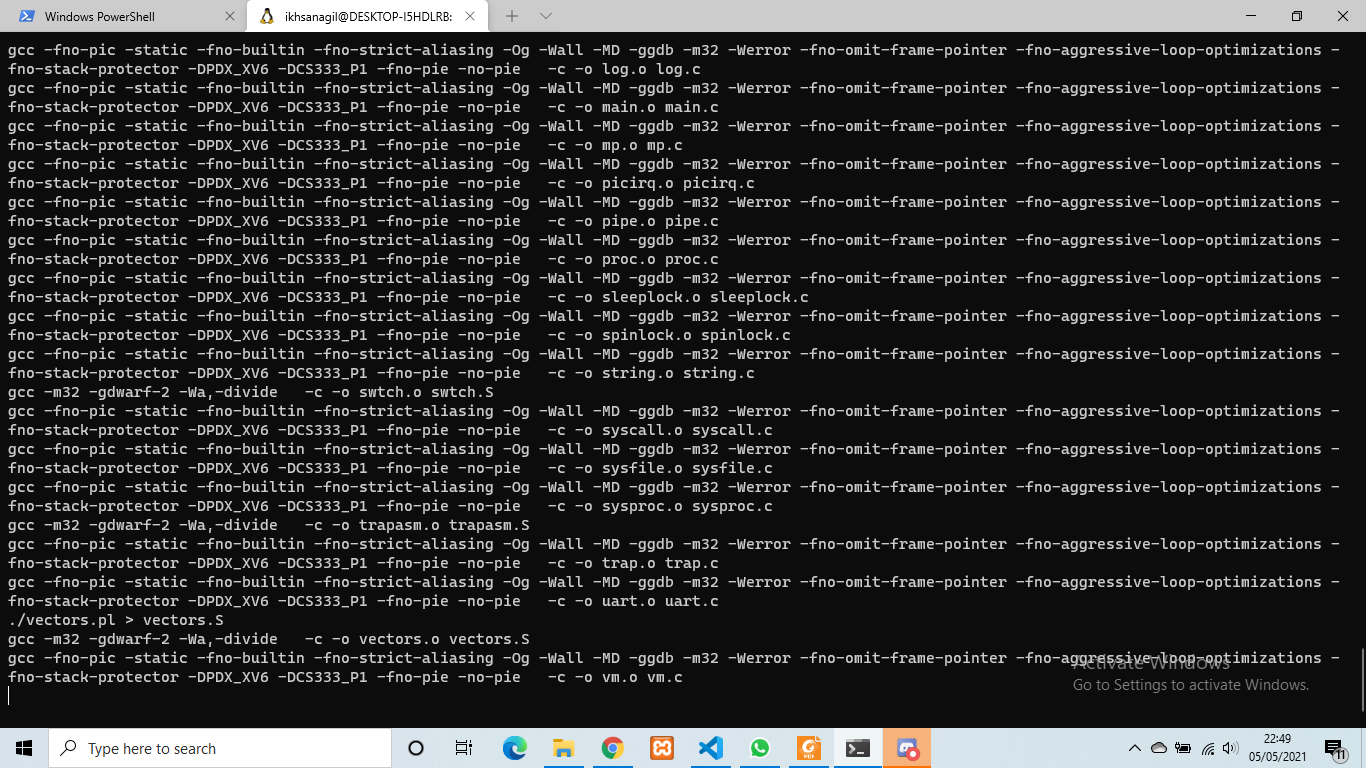 Windows PowerShell
ikhsanagil@DESKTOP-I5HDLRB:
gcc -fno-pic -static -fno-builtin -fno-strict-aliasing -Og -Wall -MD -ggdb -m32 -Werror -fno-omit-frame-pointer -fno-aggressive-loop-optimizations -
fno-stack-protector -DPDX_XV6 -DCS333_P1 -fno-pie -no-pie   -c -o log.o log.c
gcc -fno-pic -static -fno-builtin -fno-strict-aliasing -Og -Wall -MD -ggdb -m32 -Werror -fno-omit-frame-pointer -fno-aggressive-loop-optimizations -
fno-stack-protector -DPDX_XV6 -DCS333_P1 -fno-pie -no-pie   -c -o main.o main.c
gcc -fno-pic -static -fno-builtin -fno-strict-aliasing -Og -Wall -MD -ggdb -m32 -Werror -fno-omit-frame-pointer -fno-aggressive-loop-optimizations -
fno-stack-protector -DPDX_XV6 -DCS333_P1 -fno-pie -no-pie   -c -o mp.o mp.c
gcc -fno-pic -static -fno-builtin -fno-strict-aliasing -Og -Wall -MD -ggdb -m32 -Werror -fno-omit-frame-pointer -fno-aggressive-loop-optimizations -
fno-stack-protector -DPDX_XV6 -DCS333_P1 -fno-pie -no-pie   -c -o picirq.o picirq.c
gcc -fno-pic -static -fno-builtin -fno-strict-aliasing -Og -Wall -MD -ggdb -m32 -Werror -fno-omit-frame-pointer -fno-aggressive-loop-optimizations -
fno-stack-protector -DPDX_XV6 -DCS333_P1 -fno-pie -no-pie   -c -o pipe.o pipe.c
gcc -fno-pic -static -fno-builtin -fno-strict-aliasing -Og -Wall -MD -ggdb -m32 -Werror -fno-omit-frame-pointer -fno-aggressive-loop-optimizations -
fno-stack-protector -DPDX_XV6 -DCS333_P1 -fno-pie -no-pie   -c -o proc.o proc.c
gcc -fno-pic -static -fno-builtin -fno-strict-aliasing -Og -Wall -MD -ggdb -m32 -Werror -fno-omit-frame-pointer -fno-aggressive-loop-optimizations -
fno-stack-protector -DPDX_XV6 -DCS333_P1 -fno-pie -no-pie   -c -o sleeplock.o sleeplock.c
gcc -fno-pic -static -fno-builtin -fno-strict-aliasing -Og -Wall -MD -ggdb -m32 -Werror -fno-omit-frame-pointer -fno-aggressive-loop-optimizations -
fno-stack-protector -DPDX_XV6 -DCS333_P1 -fno-pie -no-pie   -c -o spinlock.o spinlock.c
gcc -fno-pic -static -fno-builtin -fno-strict-aliasing -Og -Wall -MD -ggdb -m32 -Werror -fno-omit-frame-pointer -fno-aggressive-loop-optimizations -
fno-stack-protector -DPDX_XV6 -DCS333_P1 -fno-pie -no-pie   -c -o string.o string.c
gcc -m32 -gdwarf-2 -Wa,-divide   -c -o swtch.o swtch.S
gcc -fno-pic -static -fno-builtin -fno-strict-aliasing -Og -Wall -MD -ggdb -m32 -Werror -fno-omit-frame-pointer -fno-aggressive-loop-optimizations -
fno-stack-protector -DPDX_XV6 -DCS333_P1 -fno-pie -no-pie   -c -o syscall.o syscall.c
gcc -fno-pic -static -fno-builtin -fno-strict-aliasing -Og -Wall -MD -ggdb -m32 -Werror -fno-omit-frame-pointer -fno-aggressive-loop-optimizations -
fno-stack-protector -DPDX_XV6 -DCS333_P1 -fno-pie -no-pie   -c -o sysfile.o sysfile.c
gcc -fno-pic -static -fno-builtin -fno-strict-aliasing -Og -Wall -MD -ggdb -m32 -Werror -fno-omit-frame-pointer -fno-aggressive-loop-optimizations -
fno-stack-protector -DPDX_XV6 -DCS333_P1 -fno-pie -no-pie   -c -o sysproc.o sysproc.c
gcc -m32 -gdwarf-2 -Wa,-divide   -c -o trapasm.o trapasm.S
gcc -fno-pic -static -fno-builtin -fno-strict-aliasing -Og -Wall -MD -ggdb -m32 -Werror -fno-omit-frame-pointer -fno-aggressive-loop-optimizations -
fno-stack-protector -DPDX_XV6 -DCS333_P1 -fno-pie -no-pie   -c -o trap.o trap.c
gcc -fno-pic -static -fno-builtin -fno-strict-aliasing -Og -Wall -MD -ggdb -m32 -Werror -fno-omit-frame-pointer -fno-aggressive-loop-optimizations -
fno-stack-protector -DPDX_XV6 -DCS333_P1 -fno-pie -no-pie   -c -o uart.o uart.c
./vectors.pl > vectors.S
gcc -m32 -gdwarf-2 -Wa,-divide   -c -o vectors.o vectors.S
gcc -fno-pic -static -fno-builtin -fno-strict-aliasing -Og -Wall -MD -ggdb -m32 -Werror -fno-omit-frame-pointer -fno-aggressive-loop-optimizations -
fno-stack-protector -DPDX_XV6 -DCS333_P1 -fno-pie -no-pie   -c -o vm.o vm.c
Activate Windows
Go to Settings to activate Windows.
Type here to search
PDF
22:49
05/05/2021
11